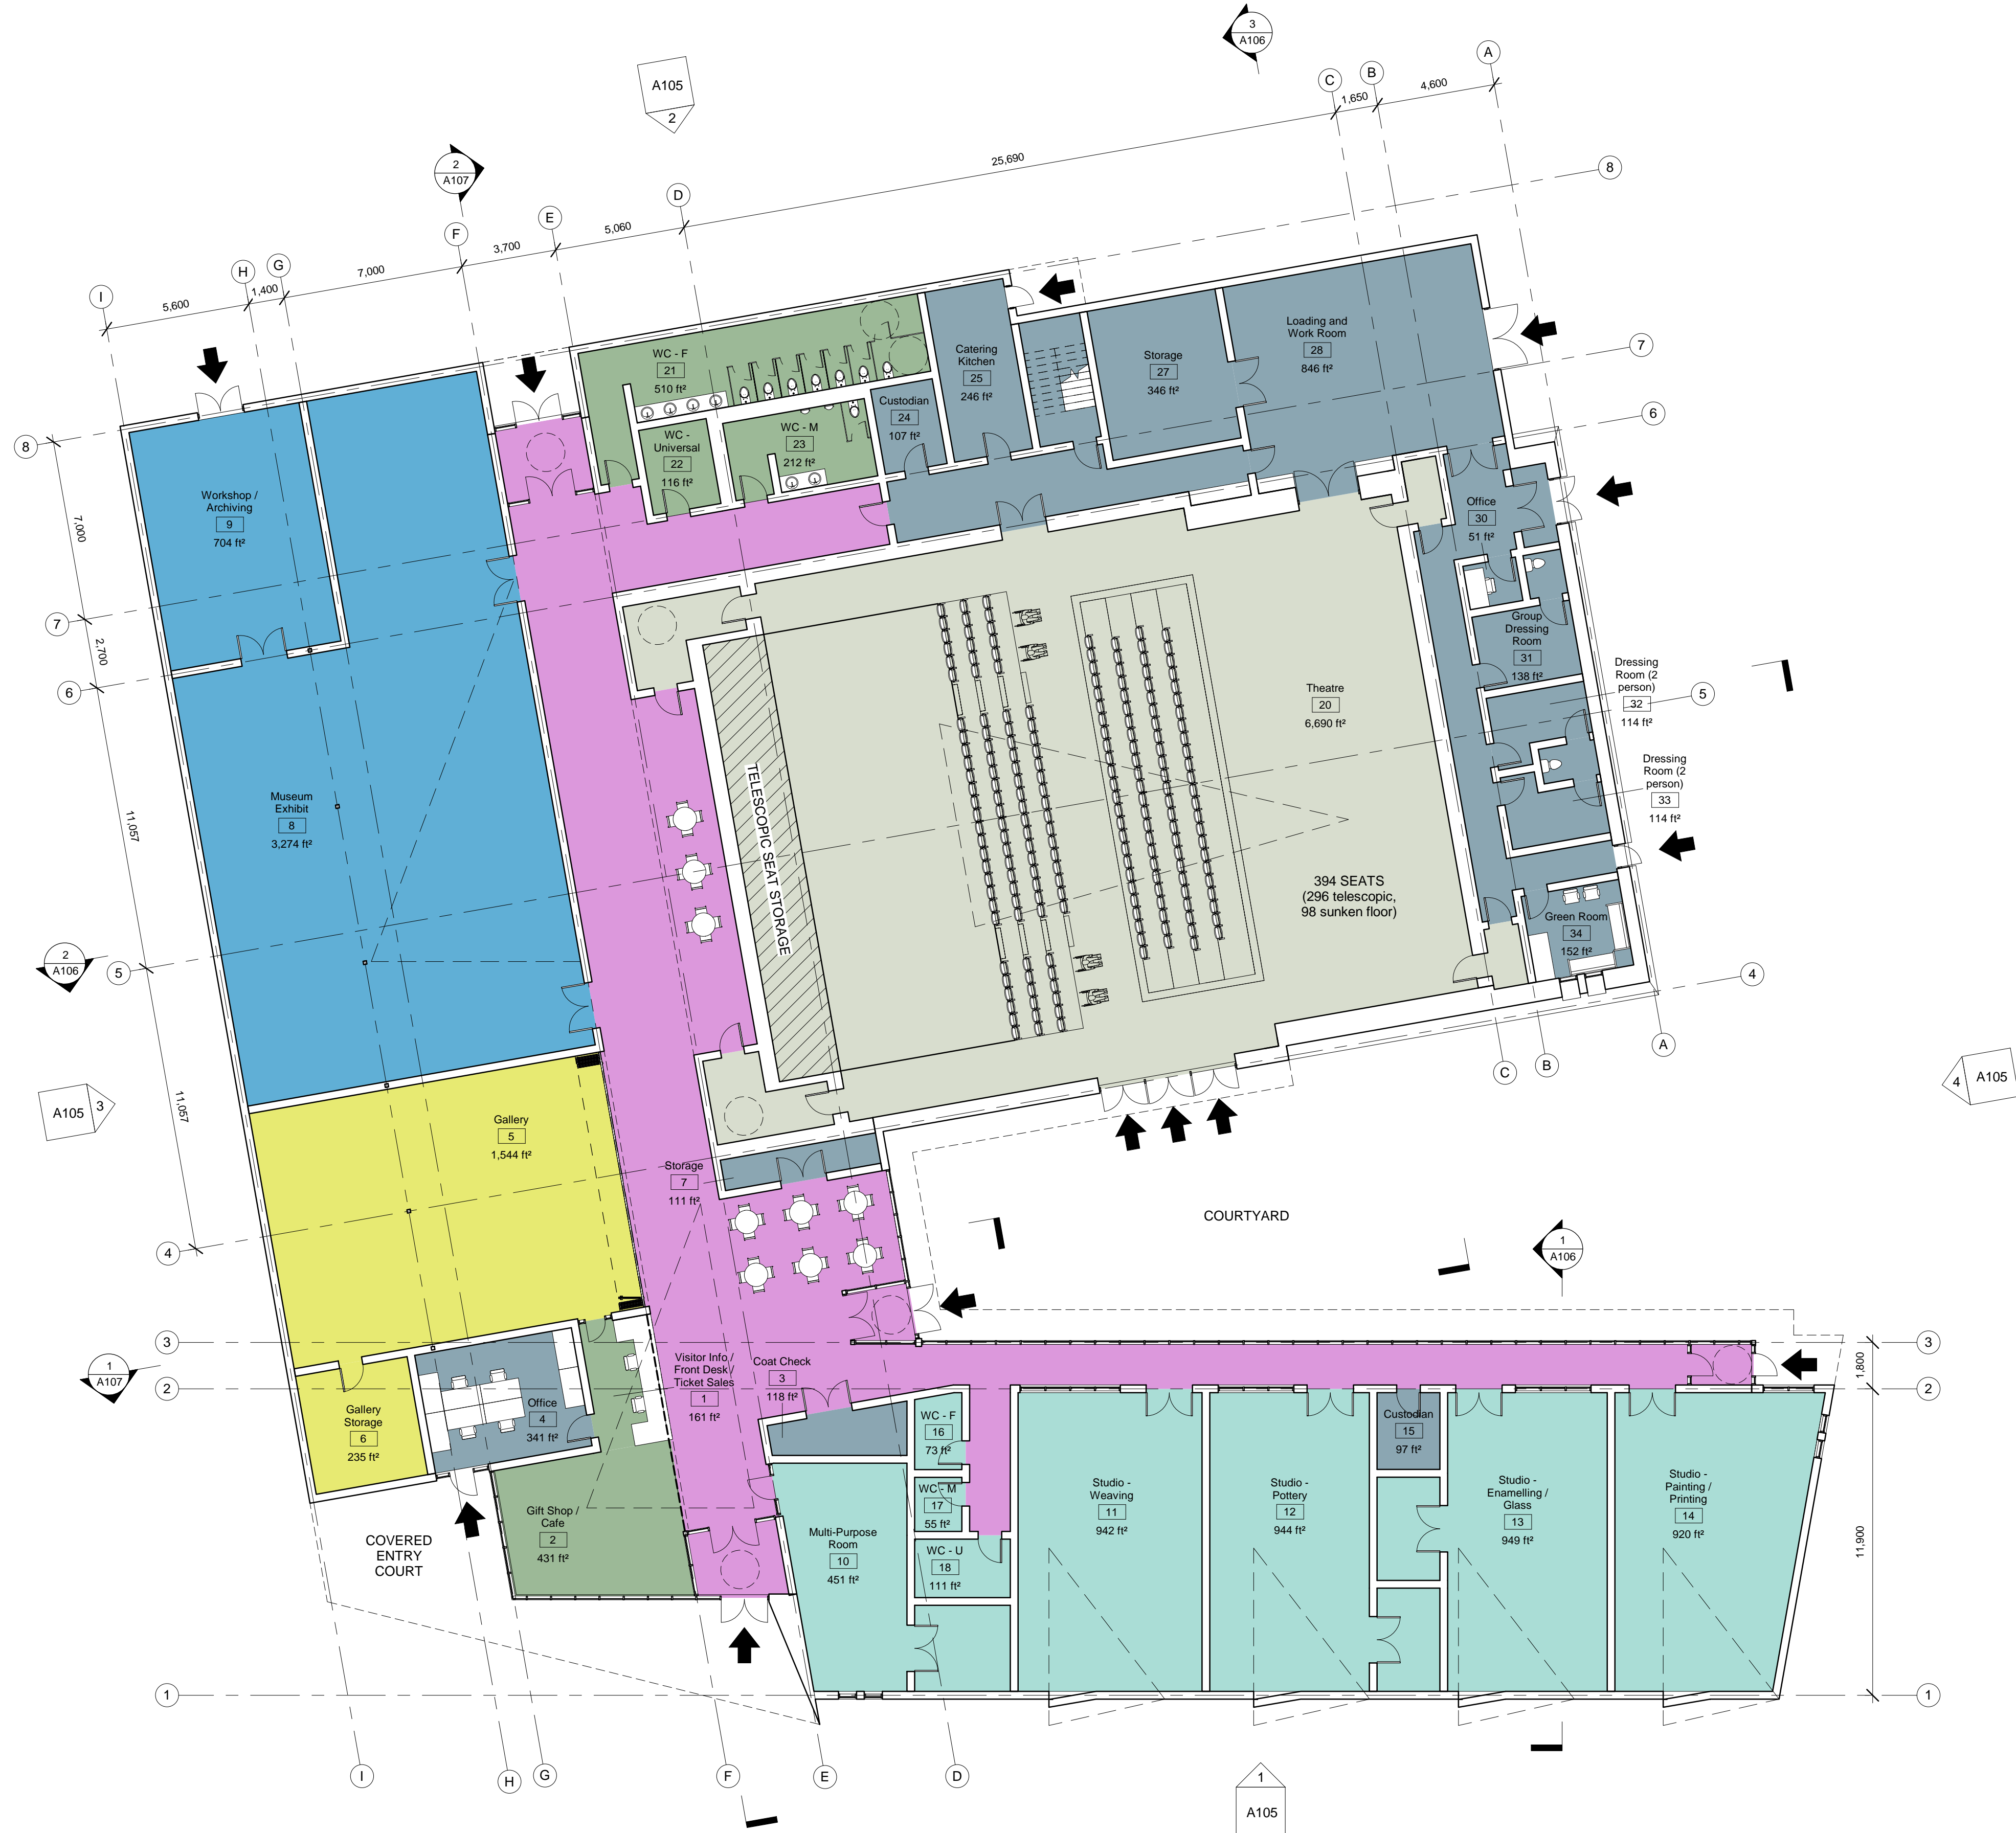 3
A106
A
B
C
4,600
1,650
A105
2
25,690
2
A107
D
8
E
5,060
F
3,700
G
H
7,000
I
1,400
5,600
7
6
8
WC - F
21
510 ft²
Catering
Kitchen
25
246 ft²
Storage
27
346 ft²
Loading and
Work Room
28
846 ft²
Custodian
24
107 ft²
WC - M
23
212 ft²
WC -
Universal
22
116 ft²
Workshop /
Archiving
9
704 ft²
Office
30
51 ft²
7,000
7
2,700
6
Group
Dressing
Room
31
138 ft²
Dressing
Room (2
person)
32
114 ft²
5
Theatre
20
6,690 ft²
Dressing
Room (2
person)
33
114 ft²
Museum
Exhibit
8
3,274 ft²
11,057
TELESCOPIC SEAT STORAGE
394 SEATS
(296 telescopic,
98 sunken floor)
Green Room
34
152 ft²
2
A106
5
4
A
B
C
A105
3
4
A105
11,057
Gallery
5
1,544 ft²
Storage
7
111 ft²
COURTYARD
4
1
A106
3
3
1
A107
2
Visitor Info /
Front Desk /
Ticket Sales
1
161 ft²
Coat Check
3
118 ft²
1,800
2
Gallery
Storage
6
235 ft²
Office
4
341 ft²
WC - F
16
73 ft²
Custodian
15
97 ft²
WC - M
17
55 ft²
Studio -
Weaving
11
942 ft²
Studio -
Pottery
12
944 ft²
Studio -
Enamelling /
Glass
13
949 ft²
Studio -
Painting /
Printing
14
920 ft²
Gift Shop /
Cafe
2
431 ft²
COVERED
ENTRY
COURT
Multi-Purpose
Room
10
451 ft²
WC - U
18
111 ft²
11,900
1
1
I
H
G
F
E
D
1
A105